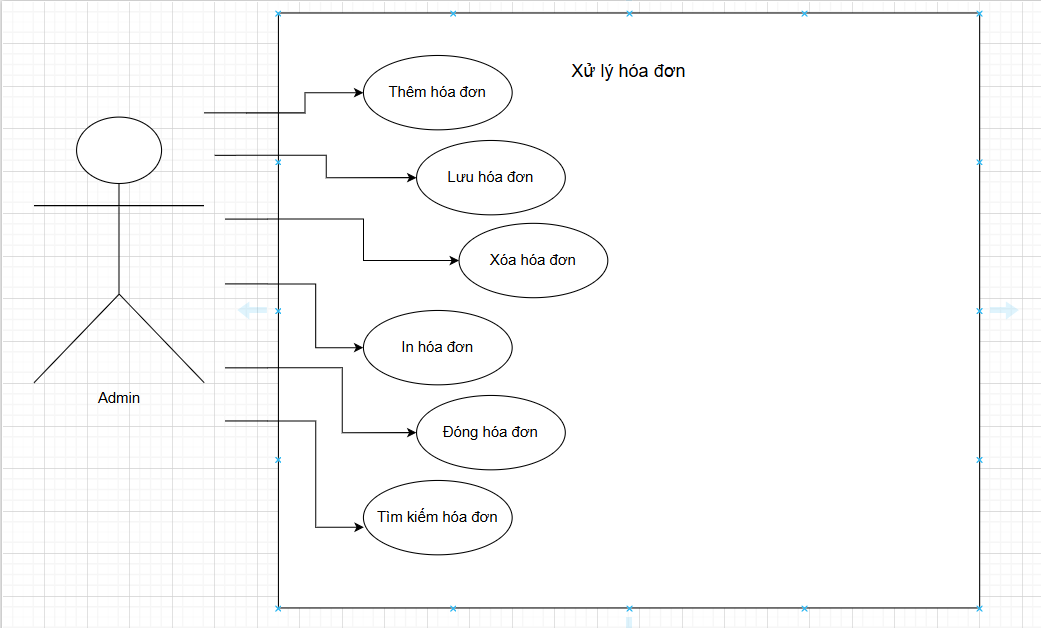 Xử lý hóa đơn
Thêm hóa đơn
Lưu hóa đơn
Xóa hóa đơn
In hóa đơn
Admin
Đóng hóa đơn
Tìm kiếm hóa đơn